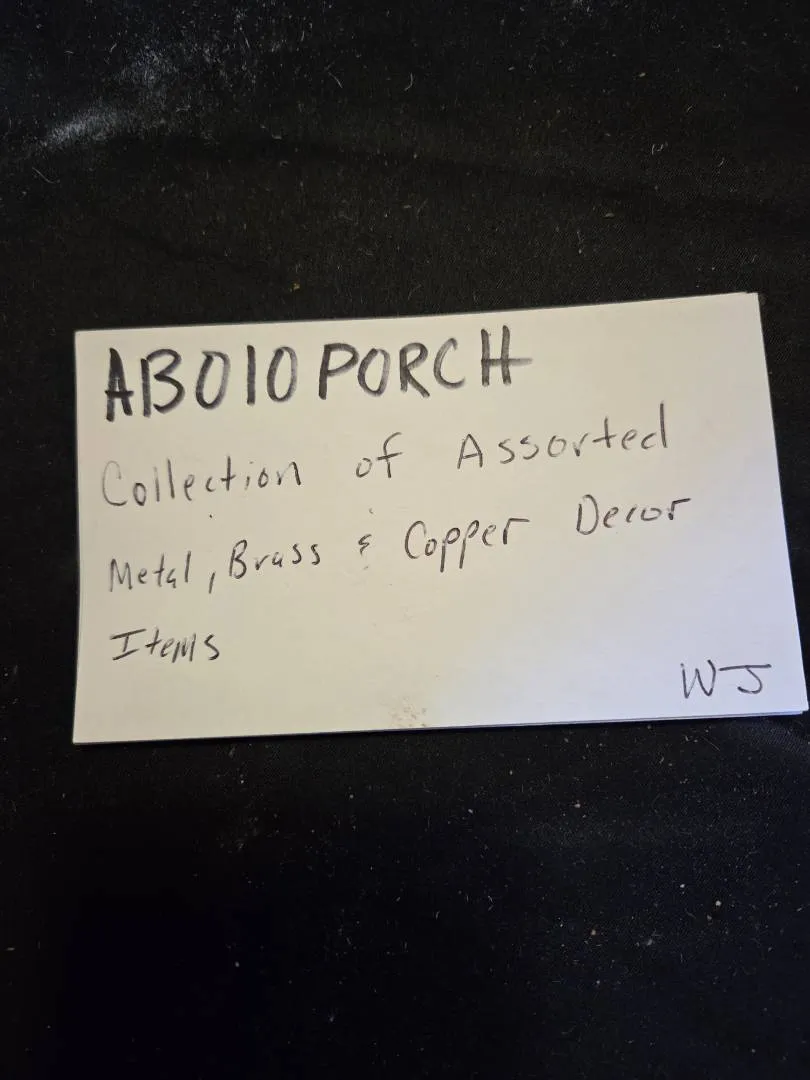 AB010 PORCH
Collection of Assorted
Metal, Brass & Copper Decor
Items
WJ